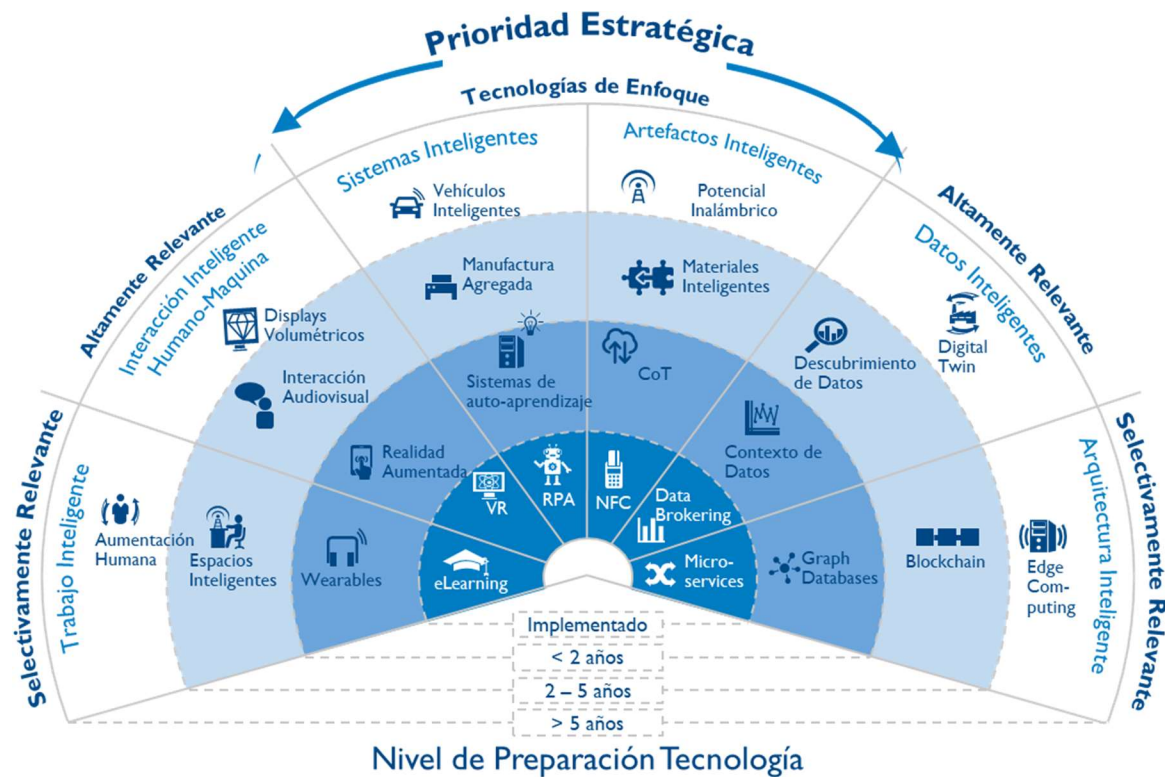 Prioridad Estratégica
Tecnologías de Enfoque
Sistemas Inteligentes
Artefactos Inteligentes
Vehículos
Inteligentes
Potencial
Inalámbrico
Altamente Relevante
Altamente Relevante
Interacción Inteligente
Humano-Maquina
Datos Inteligentes
Manufactura
Agregada
Materiales
Inteligentes
Displays
Volumétricos
Descubrimiento
de Datos
Digital
Twin
Interacción
Audiovisual
Sistemas de
auto-aprendizaje
CoT
Realidad
Aumentada
Contexto de
Datos
VR
RPA
NFC
Data
Brokering
Selectivamente Relevante
Trabajo Inteligente
Selectivamente Relevante
Arquitectura Inteligente
Aumentación
Humana
Espacios
Inteligentes
Wearables
eLearning
Micro-
services
Graph
Databases
Blockchain
Edge
Com-
puting
Implementado
< 2 años
2 – 5 años
> 5 años
Nivel de Preparación Tecnología